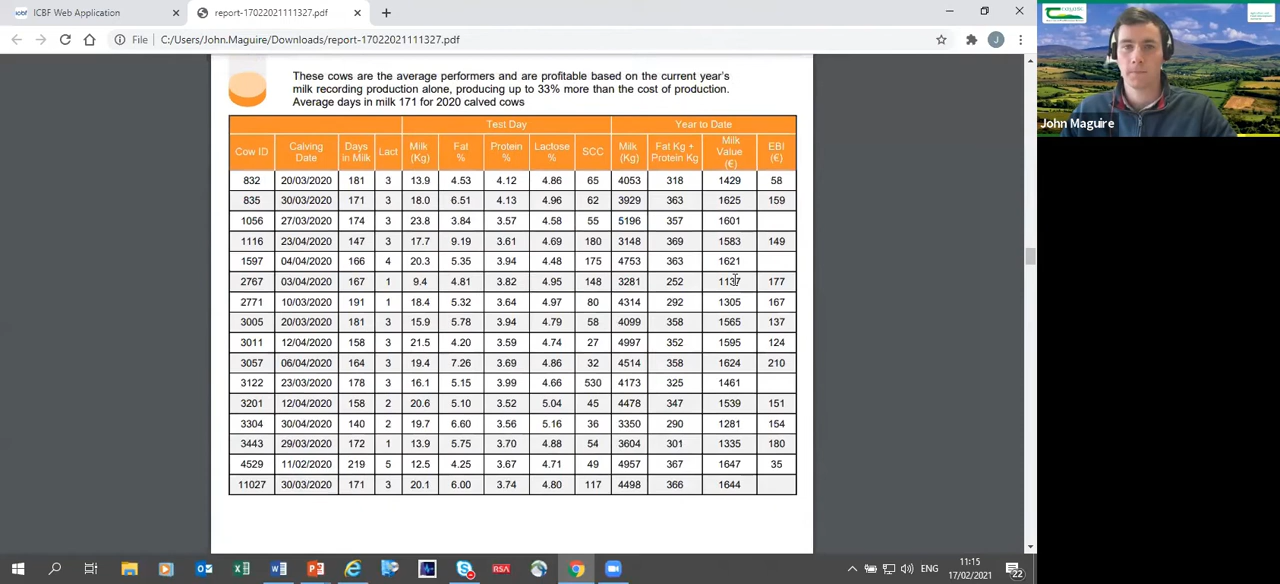 icbf ICBF Web Application
report-17022021111327.pdf
File | C:/Users/John.Maguire/Downloads/report-17022021111327.pdf
J
John Maguire
These cows are the average performers and are profitable based on the current year's
milk recording production alone, producing up to 33% more than the cost of production.
Average days in milk 171 for 2020 calved cows
Test Day Year to Date
Cow ID Calving Date Days in Milk Lact Milk (Kg) Fat % Protein % Lactose % SCC Milk (Kg) Fat Kg + Protein Kg Milk Value (€) EBI (€)
832 20/03/2020 181 3 13.9 4.53 4.12 4.86 65 4053 318 1429 58
835 30/03/2020 171 3 18.0 6.51 4.13 4.96 62 3929 363 1625 159
1056 27/03/2020 174 3 23.8 3.84 3.57 4.58 55 5196 357 1601
1116 23/04/2020 147 3 17.7 9.19 3.61 4.69 180 3148 369 1583 149
1597 04/04/2020 166 4 20.3 5.35 3.94 4.48 175 4753 363 1621
2767 03/04/2020 167 1 9.4 4.81 3.82 4.95 148 3281 252 1137 177
2771 10/03/2020 191 1 18.4 5.32 3.64 4.97 80 4314 292 1305 167
3005 20/03/2020 181 3 15.9 5.78 3.94 4.79 58 4099 358 1565 137
3011 12/04/2020 158 3 21.5 4.20 3.59 4.74 27 4997 352 1595 124
3057 06/04/2020 164 3 19.4 7.26 3.69 4.86 32 4514 358 1624 210
3122 23/03/2020 178 3 16.1 5.15 3.99 4.66 530 4173 325 1461
3201 12/04/2020 158 2 20.6 5.10 3.52 5.04 45 4478 347 1539 151
3304 30/04/2020 140 2 19.7 6.60 3.56 5.16 36 3350 290 1281 154
3443 29/03/2020 172 1 13.9 5.75 3.70 4.88 54 3604 301 1335 180
4529 11/02/2020 219 5 12.5 4.25 3.67 4.71 49 4957 367 1647 35
11027 30/03/2020 171 3 20.1 6.00 3.74 4.80 117 4498 366 1644
RSA
ENG
11:15
17/02/2021
22